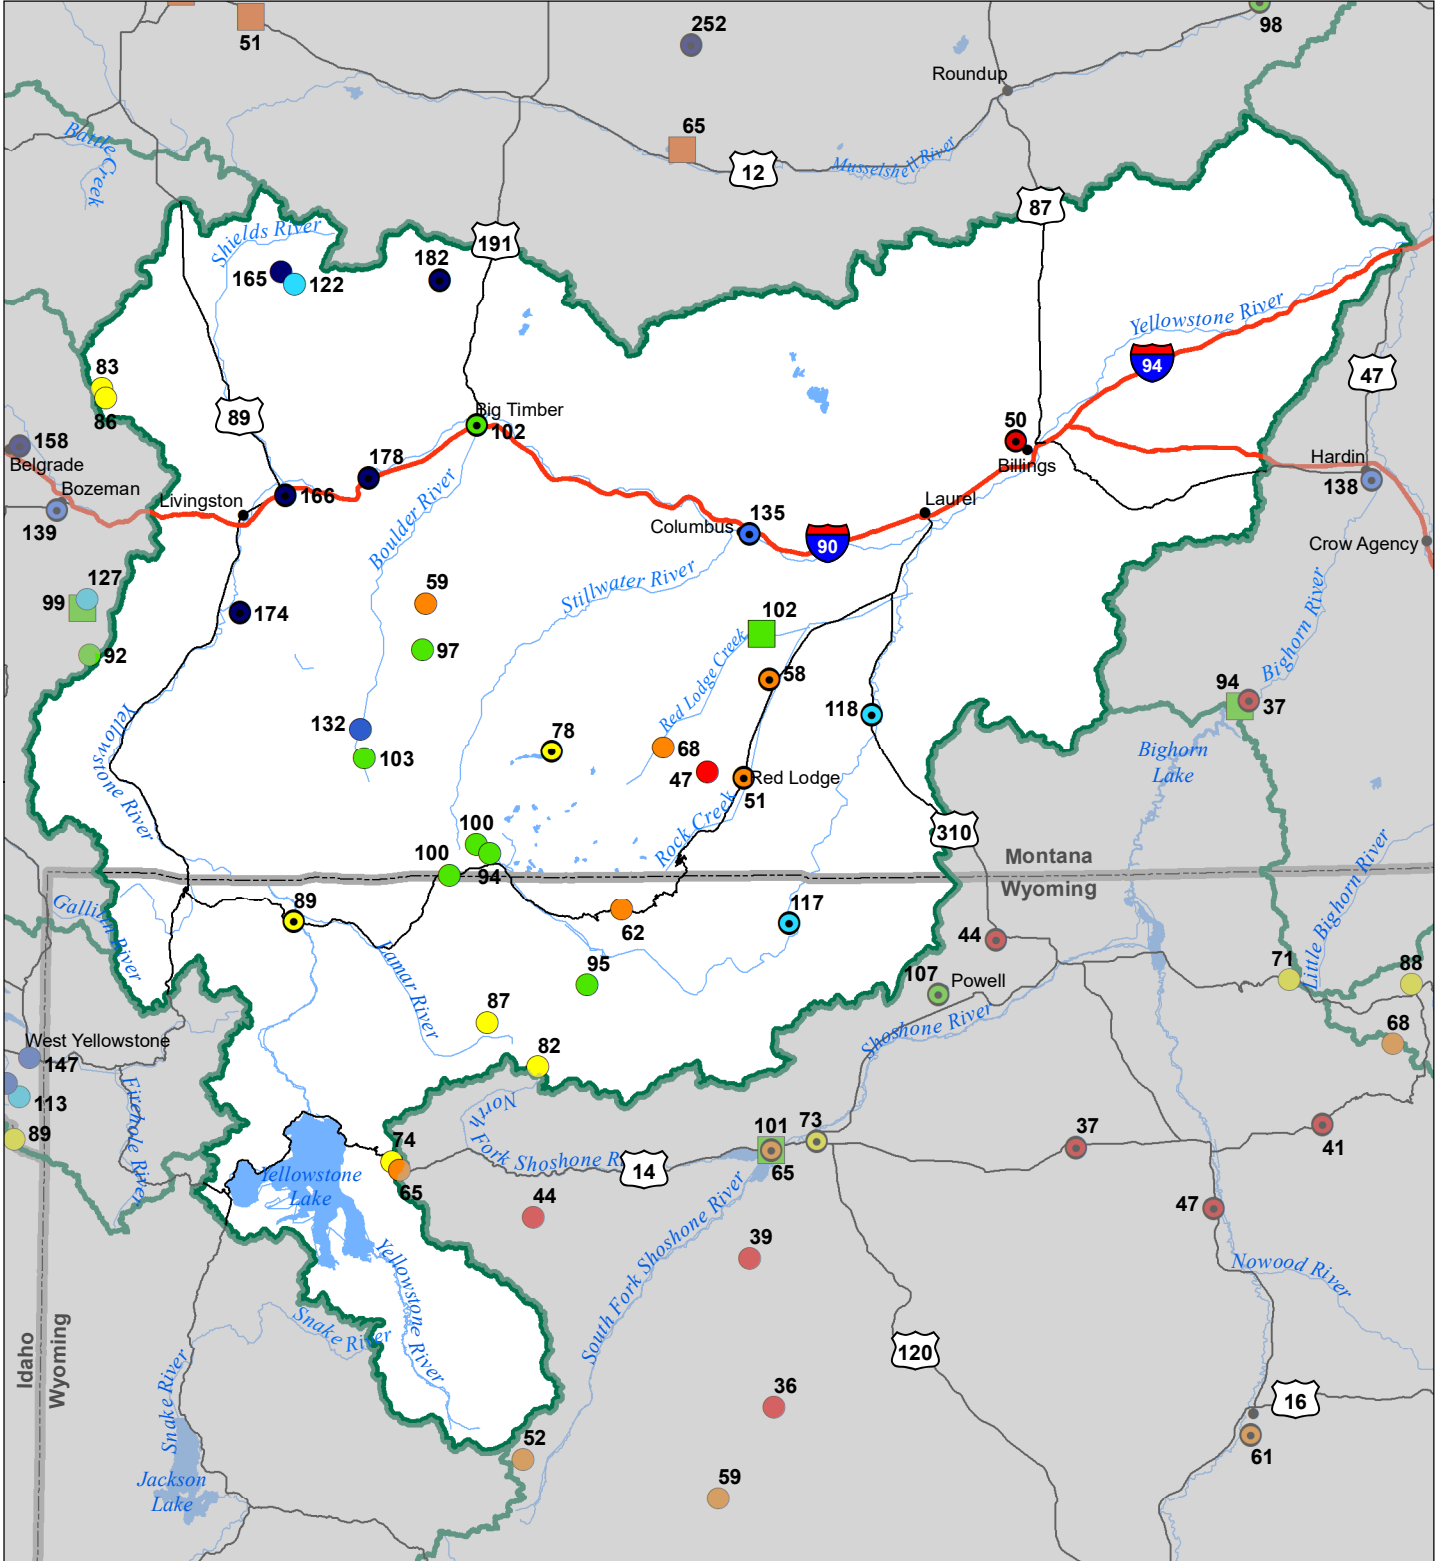 51
252
98
Roundup
65
12
Musselshell River
Battle
Creek
87
Shields River
191
182
165
122
Yellowstone River
94
47
83
86
89
Big Timber
102
158
Belgrade
178
50
Billings
Hardin
138
Bozeman
139
Livingston
166
Boulder River
Laurel
135
Columbus
90
Crow Agency
Stillwater River
127
99
59
174
97
92
102
Red Lodge Creek
58
Bighorn River
94
37
118
132
103
78
68
47
Red Lodge
51
Bighorn
Lake
Yellowstone River
Rock Creek
310
100
100
94
Montana
Wyoming
Little Bighorn River
Gallitin River
89
62
117
44
Lamar River
95
107
Powell
71
88
87
Shoshone River
68
West Yellowstone
147
82
113
Firehole River
North
Fork Shoshone R
89
74
65
14
101
65
73
37
41
Yellowstone
Lake
44
South Fork Shoshone River
47
39
Yellowstone River
Nowood River
Snake River
120
Idaho
Wyoming
Snake River
36
16
52
61
Jackson
Lake
59